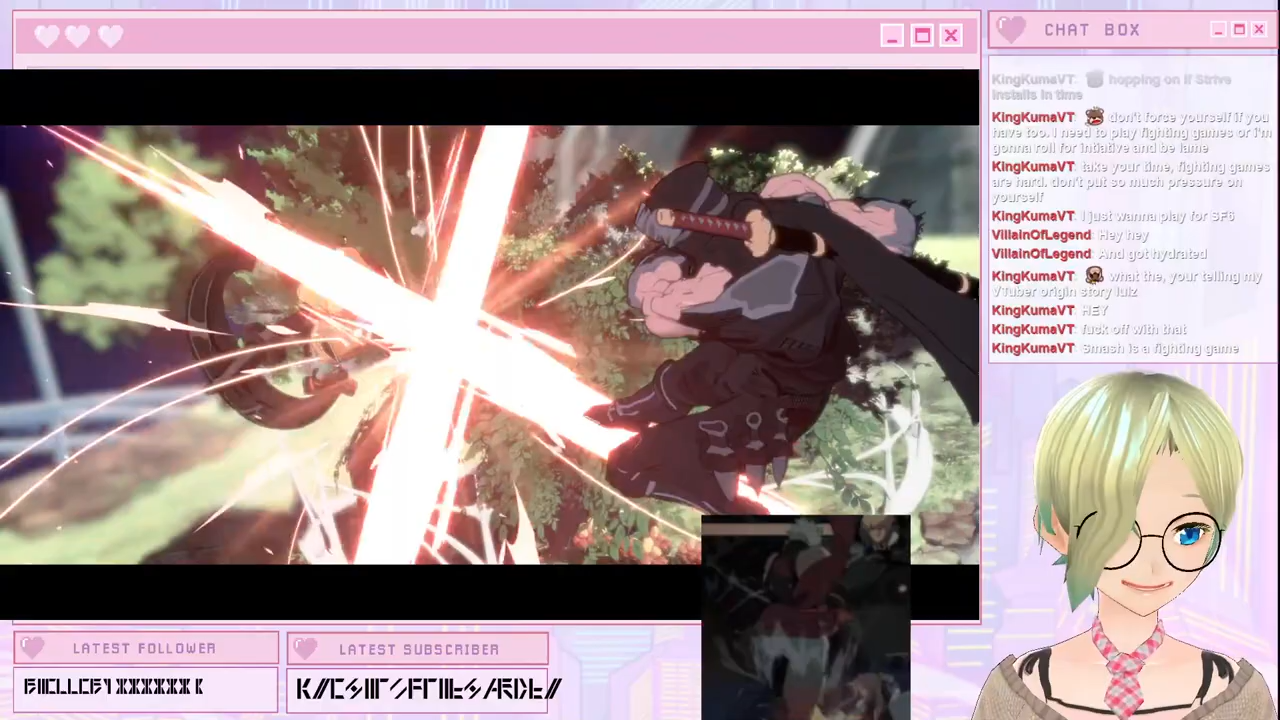 CHAT BOX
KingKumaVT: hopping on if Strive
installs in time
KingKumaVT: don't force yourself if you
have too. I need to play fighting games or I'm
gonna roll for intiative and be lame
KingKumaVT: take your time, fighting games
are hard. don't put so much pressure on
yourself
KingKumaVT: I just wanna play for SF6
VillainOfLegend: Hey hey
VillainOfLegend: And got hydrated
KingKumaVT: what the, your telling my
VTuber origin story lulz
KingKumaVT: HEY
KingKumaVT: fuck off with that
KingKumaVT: Smash is a fighting game
LATEST FOLLOWER
LATEST SUBSCRIBER